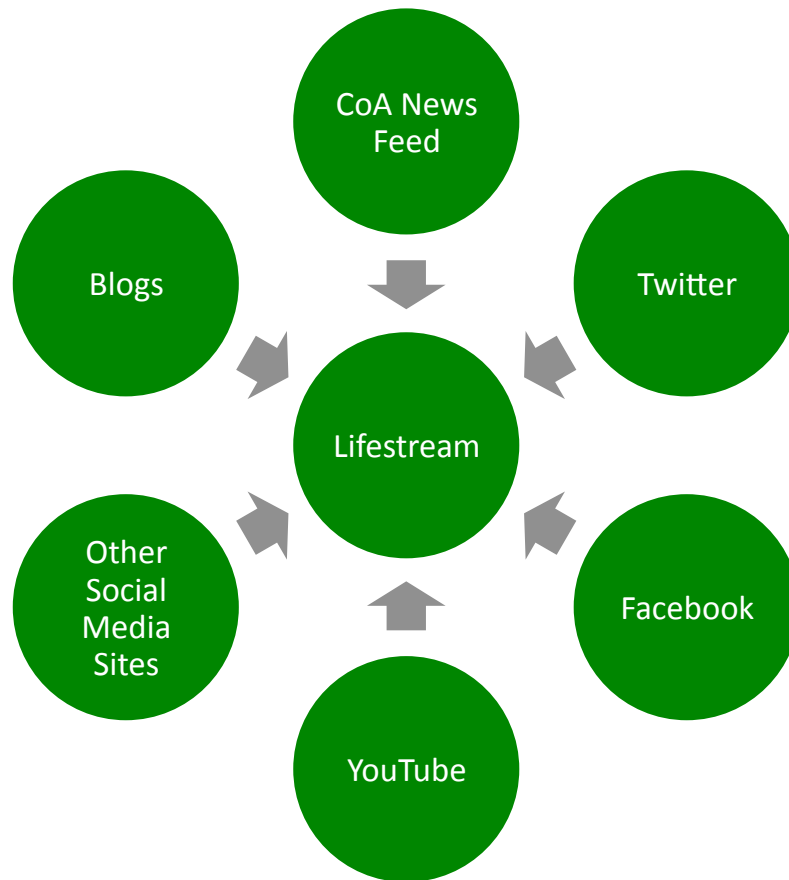 CoA News
Feed
Blogs
Twitter
Lifestream
Other
Social
Media
Sites
Facebook
YouTube